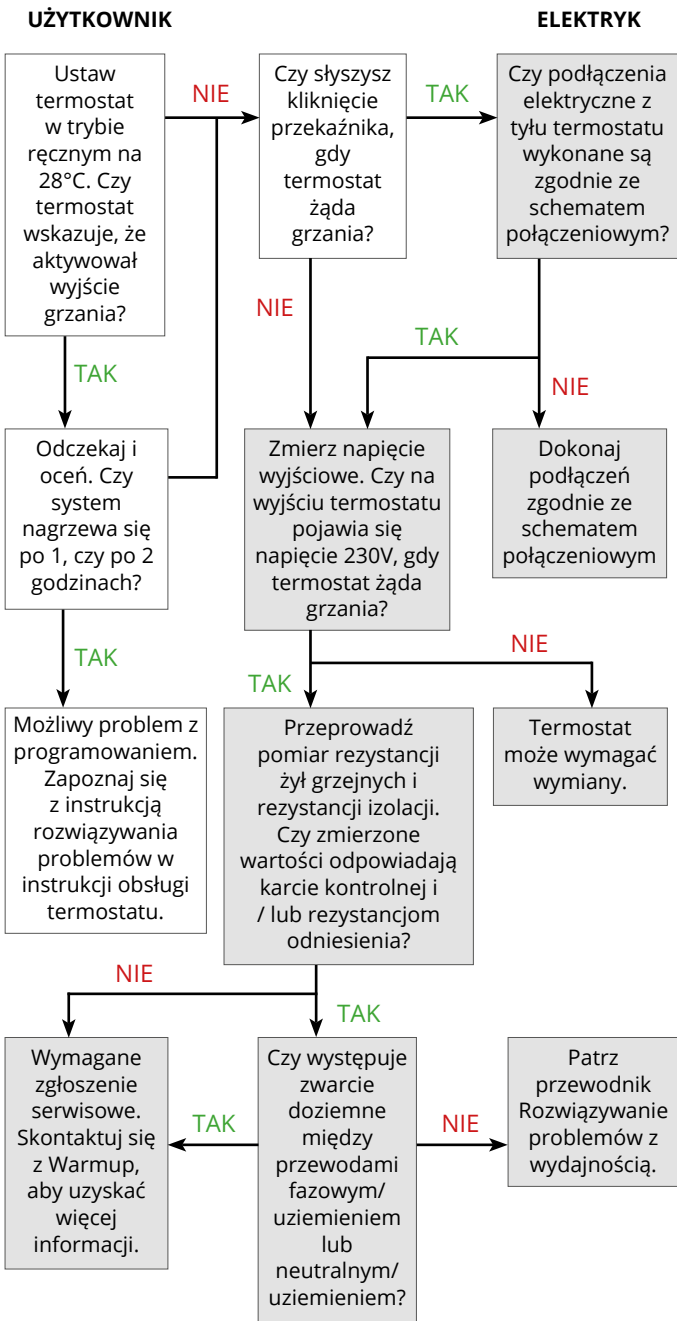 UŻYTKOWNIK
ELEKTRYK
Ustaw
termostat
w trybie
ręcznym na
28°C. Czy
termostat
wskazuje, że
aktywował
wyjście
grzania?
NIE
Czy słyszysz
kliknięcie
przekaźnika,
gdy
termostat
żąda
grzania?
TAK
Czy podłączenia
elektryczne z
tyłu termostatu
wykonane są
zgodnie ze
schematem
połączeniowym?
NIE
TAK
TAK
NIE
Odczekaj i
oceń. Czy
system
nagrzewa się
po 1, czy po 2
godzinach?
Zmierz napięcie
wyjściowe. Czy na
wyjściu termostatu
pojawia się
napięcie 230V, gdy
termostat żąda
grzania?
Dokonaj
podłączeń
zgodnie ze
schematem
połączeniowym
TAK
TAK
NIE
Możliwy problem z
programowaniem.
Zapoznaj się
z instrukcją
rozwiązywania
problemów w
instrukcji obsługi
termostatu.
Przeprowadź
pomiar rezystancji
żył grzejnych i
rezystancji izolacji.
Czy zmierzone
wartości odpowiadają
karcie kontrolnej i
/ lub rezystancjom
odniesienia?
Termostat
może wymagać
wymiany.
NIE
TAK
Wymagane
zgłoszenie
serwisowe.
Skontaktuj się
z Warmup,
aby uzyskać
więcej
informacji.
TAK
Czy występuje
zwarcie
doziemne
między
przewodami
fazowym/
uziemieniem
lub
neutralnym/
uziemieniem?
NIE
Patrz
przewodnik
Rozwiązywanie
problemów z
wydajnością.